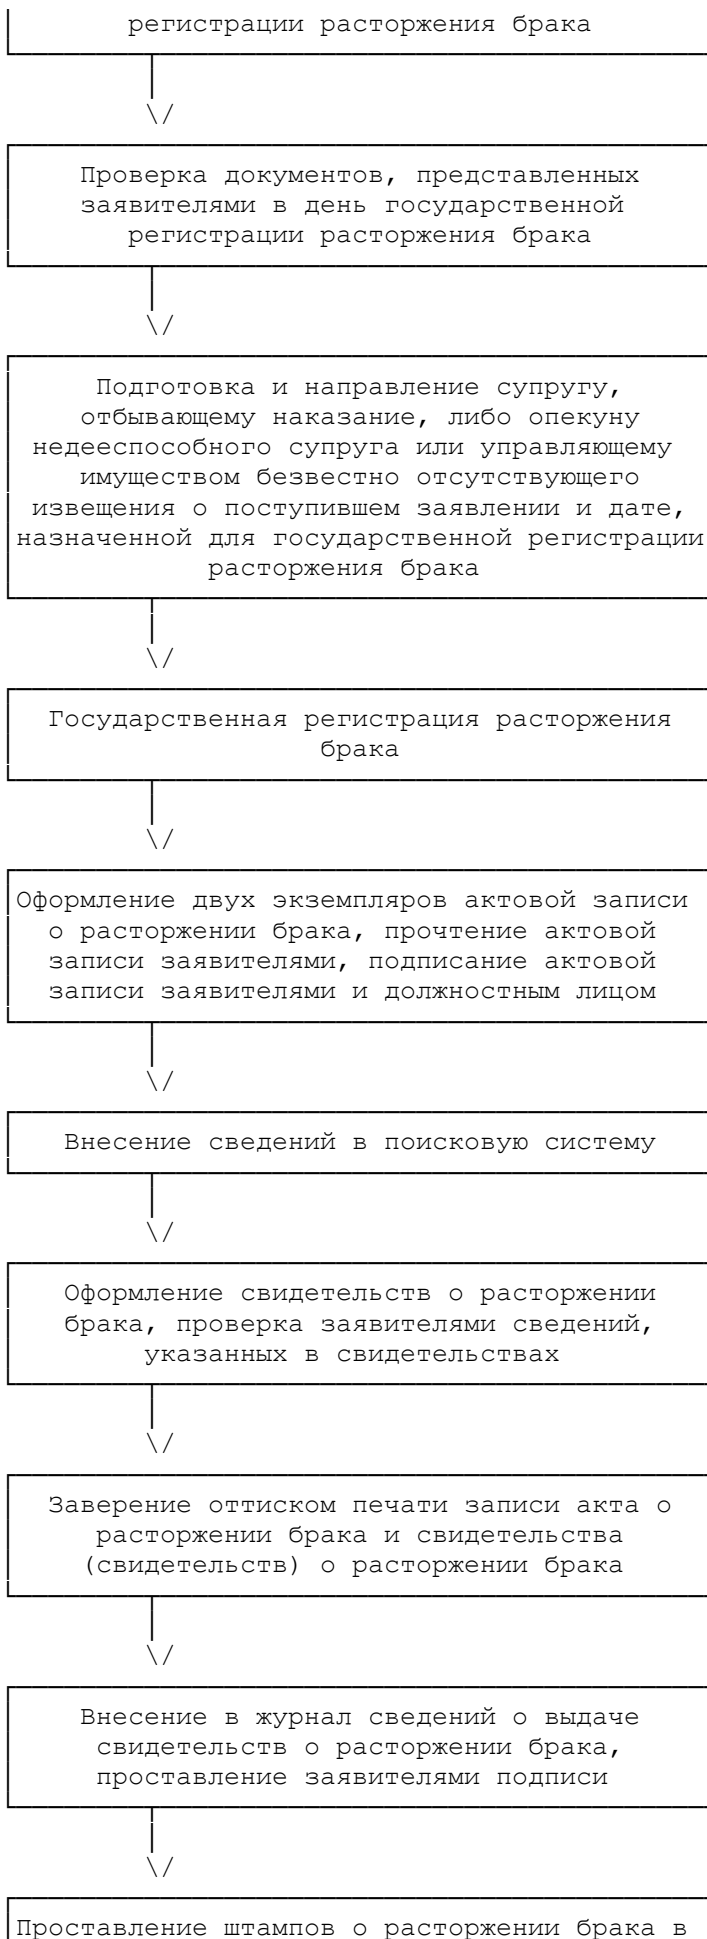 регистрации расторжения брака
\/
Проверка документов, представленных
заявителями в день государственной
регистрации расторжения брака
\/
Подготовка и направление супругу,
отбывающему наказание, либо опекуну
недееспособного супруга или управляющему
имуществом безвестно отсутствующего
извещения о поступившем заявлении и дате,
назначенной для государственной регистрации
расторжения брака
\/
Государственная регистрация расторжения
брака
\/
Оформление двух экземпляров актовой записи
о расторжении брака, прочтение актовой
записи заявителями, подписание актовой
записи заявителями и должностным лицом
\/
Внесение сведений в поисковую систему
\/
Оформление свидетельств о расторжении
брака, проверка заявителями сведений,
указанных в свидетельствах
\/
Заверение оттиском печати записи акта о
расторжении брака и свидетельства
(свидетельств) о расторжении брака
\/
Внесение в журнал сведений о выдаче
свидетельств о расторжении брака,
проставление заявителями подписи
\/
Проставление штампов о расторжении брака в